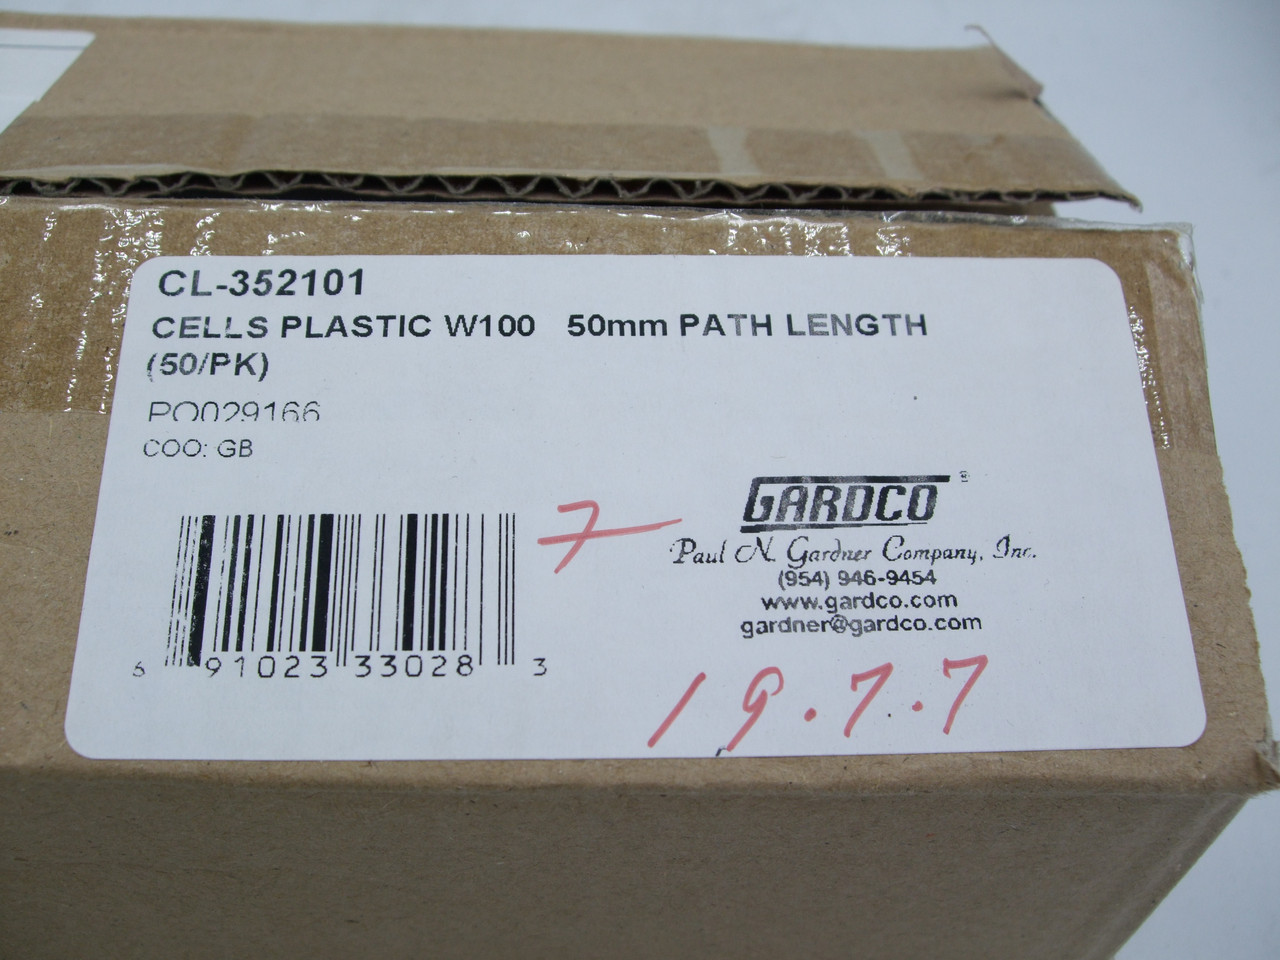 CL-352101
CELLS PLASTIC W100 50mm PATH LENGTH
(50/PK)
PO029166
COO: GB
6 91023 33028 3
7
GARDCO®
Paul N. Gardner Company, Inc.
(954) 946-9454
www.gardco.com
gardner@gardco.com
19.7.7